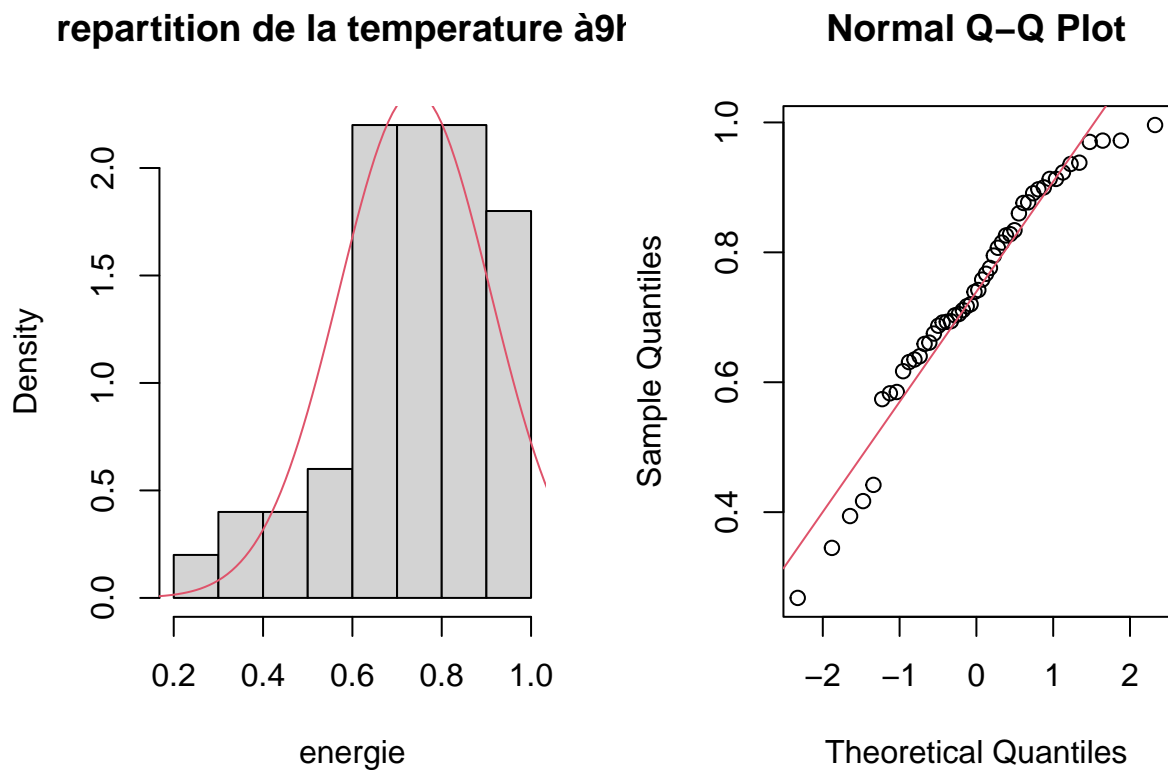 repartition de la temperature à9h
Density
0.0 0.5 1.0 1.5 2.0
0.2 0.4 0.6 0.8 1.0
energie
Normal Q−Q Plot
Sample Quantiles
0.4 0.6 0.8 1.0
−2 −1 0 1 2
Theoretical Quantiles